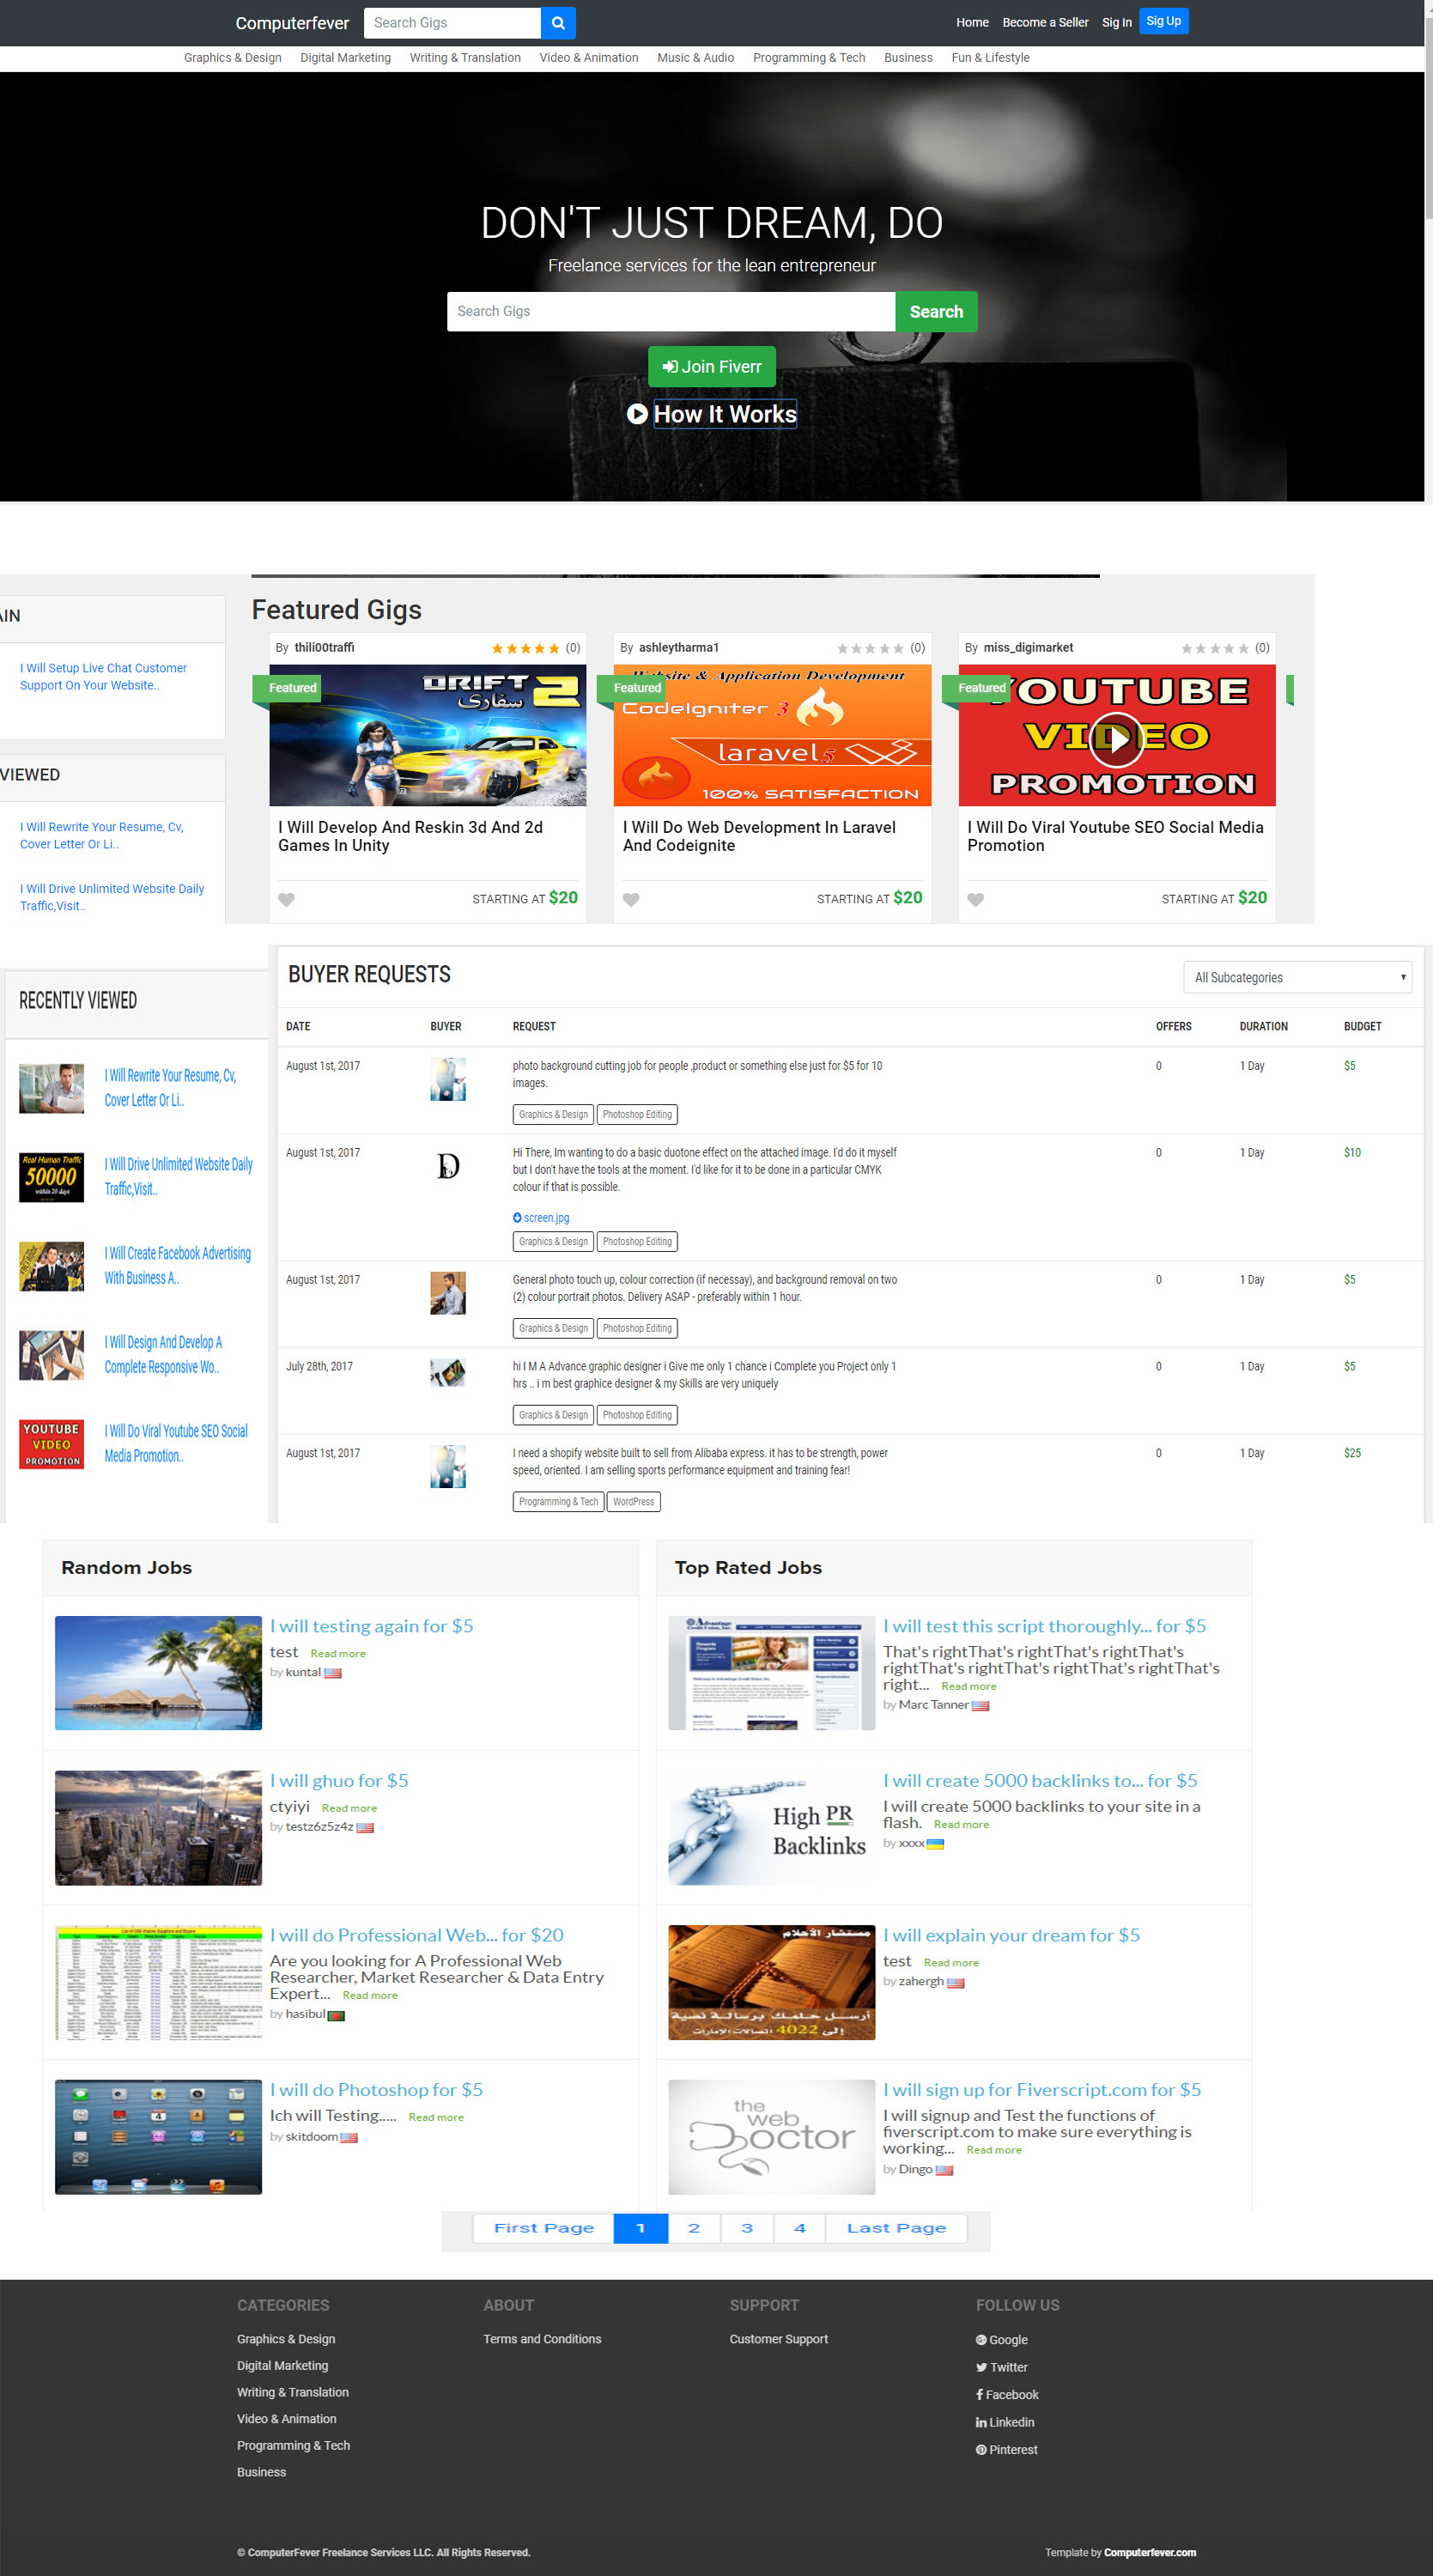 Computerfever
Search Gigs
Home Become a Seller Sig In Sig Up
Graphics & Design Digital Marketing Writing & Translation Video & Animation Music & Audio Programming & Tech Business Fun & Lifestyle
DON'T JUST DREAM, DO
Freelance services for the lean entrepreneur
Search Gigs Search
Join Fiverr
How It Works
AIN
I Will Setup Live Chat Customer
Support On Your Website..
VIEWED
I Will Rewrite Your Resume, Cv,
Cover Letter Or Li..
I Will Drive Unlimited Website Daily
Traffic,Visit..
Featured Gigs
By thili00traffi (0)
Featured
DRIFT 2
سفاری
I Will Develop And Reskin 3d And 2d
Games In Unity
STARTING AT $20
By ashleytharma1 (0)
Featured
Website & Application Development
CodeIgniter 3
laravel 5
100% SATISFACTION
I Will Do Web Development In Laravel
And Codeignite
STARTING AT $20
By miss_digimarket (0)
Featured
YOUTUBE
VIDEO
PROMOTION
I Will Do Viral Youtube SEO Social Media
Promotion
STARTING AT $20
RECENTLY VIEWED
I Will Rewrite Your Resume, Cv,
Cover Letter Or Li..
Real Human Traffic
50000
within 20 days
I Will Drive Unlimited Website Daily
Traffic,Visit..
I Will Create Facebook Advertising
With Business A..
I Will Design And Develop A
Complete Responsive Wo..
YOUTUBE
VIDEO
PROMOTION
I Will Do Viral Youtube SEO Social
Media Promotion..
BUYER REQUESTS
All Subcategories
DATE BUYER REQUEST OFFERS DURATION BUDGET
August 1st, 2017 photo background cutting job for people ,product or something else just for $5 for 10 0 1 Day $5
images.
Graphics & Design Photoshop Editing
August 1st, 2017 D Hi There, Im wanting to do a basic duotone effect on the attached image. I'd do it myself 0 1 Day $10
but I don't have the tools at the moment. I'd like for it to be done in a particular CMYK
colour if that is possible.
screen.jpg
Graphics & Design Photoshop Editing
August 1st, 2017 General photo touch up, colour correction (if necessay), and background removal on two 0 1 Day $5
(2) colour portrait photos. Delivery ASAP - preferably within 1 hour.
Graphics & Design Photoshop Editing
July 28th, 2017 hi I M A Advance graphic designer i Give me only 1 chance i Complete you Project only 1 0 1 Day $5
hrs .. i m best graphice designer & my Skills are very uniquely
Graphics & Design Photoshop Editing
August 1st, 2017 I need a shopify website built to sell from Alibaba express. it has to be strength, power 0 1 Day $25
speed, oriented. I am selling sports performance equipment and training fear!
Programming & Tech WordPress
Random Jobs
I will testing again for $5
test Read more
by kuntal
I will ghuo for $5
ctyiyi Read more
by testz6z5z4z
I will do Professional Web... for $20
Are you looking for A Professional Web
Researcher, Market Researcher & Data Entry
Expert... Read more
by hasibul
I will do Photoshop for $5
Ich will Testing..... Read more
by skitdoom
Top Rated Jobs
Advantage
Credit Union, Inc.
I will test this script thoroughly... for $5
That's rightThat's rightThat's rightThat's
rightThat's rightThat's rightThat's rightThat's
right... Read more
by Marc Tanner
High PR
Backlinks
I will create 5000 backlinks to... for $5
I will create 5000 backlinks to your site in a
flash. Read more
by xxxx
مستشار الأحلام
أرسل حلمك برسالة نصية
إلى 4022 اتصالات الامارات
I will explain your dream for $5
test Read more
by zahergh
the
web
Doctor
I will sign up for Fiverscript.com for $5
I will signup and Test the functions of
fiverscript.com to make sure everything is
working... Read more
by Dingo
First Page 1 2 3 4 Last Page
CATEGORIES
Graphics & Design
Digital Marketing
Writing & Translation
Video & Animation
Programming & Tech
Business
ABOUT
Terms and Conditions
SUPPORT
Customer Support
FOLLOW US
Google
Twitter
Facebook
Linkedin
Pinterest
© ComputerFever Freelance Services LLC. All Rights Reserved.
Template by Computerfever.com